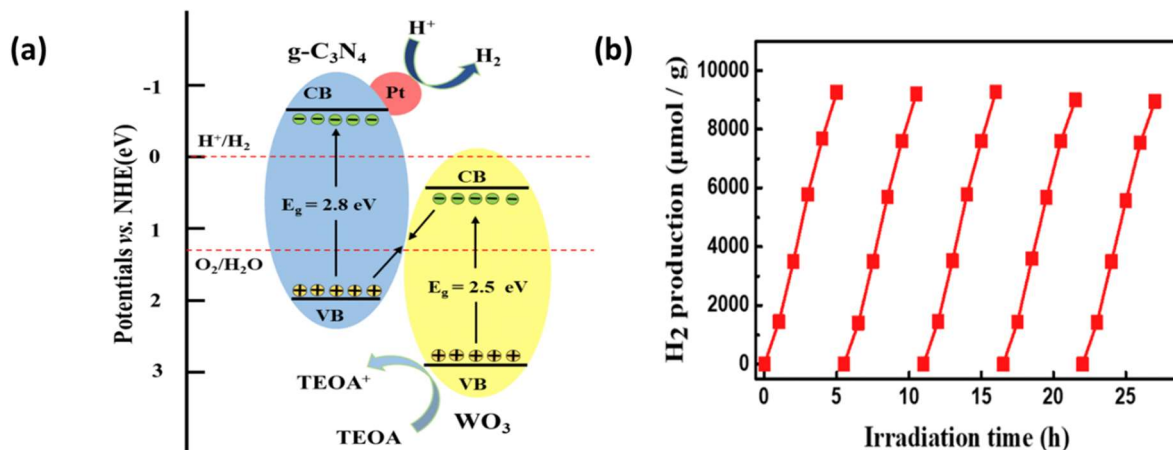 (a)
g-C3N4
H+
H2
Pt
CB
-1
H+/H2
0
CB
Eg = 2.8 eV
1
O2/H2O
Eg = 2.5 eV
2
VB
3
TEOA+
VB
TEOA
WO3
Potentials vs. NHE(eV)
(b)
H2 production (μmol / g)
10000
8000
6000
4000
2000
0
0 5 10 15 20 25
Irradiation time (h)